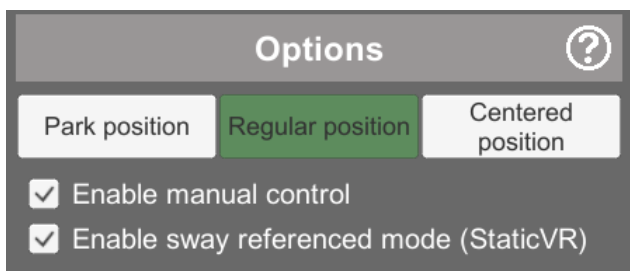 Options
?
Park position
Regular position
Centered
position
Enable manual control
Enable sway referenced mode (StaticVR)